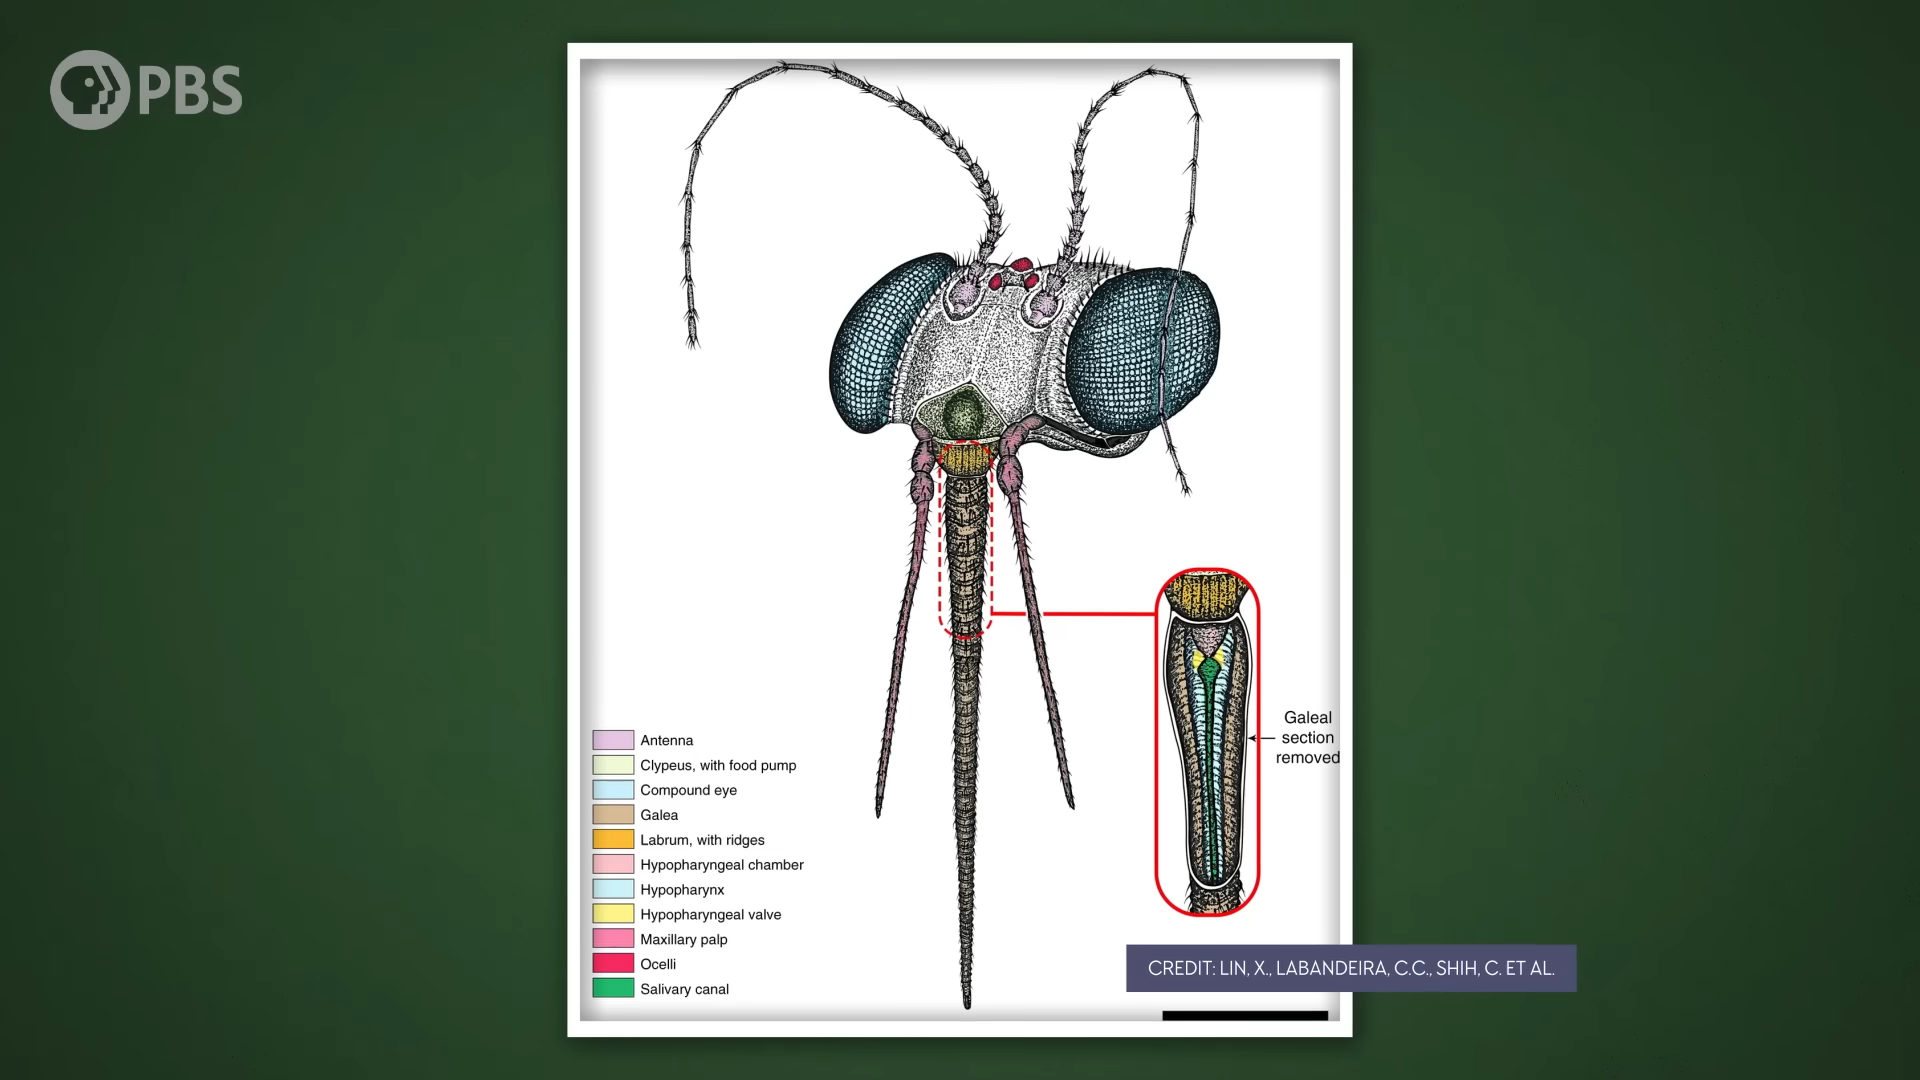 PBS
Galeal
section
removed
Antenna
Clypeus, with food pump
Compound eye
Galea
Labrum, with ridges
Hypopharyngeal chamber
Hypopharynx
Hypopharyngeal valve
Maxillary palp
Ocelli
Salivary canal
CREDIT: LIN, X., LABANDEIRA, C.C., SHIH, C. ET AL.